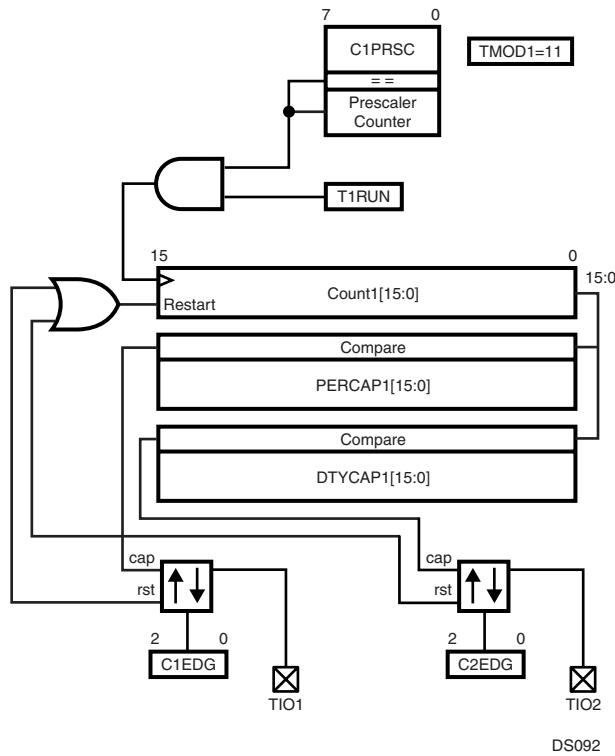 7 0
C1PRSC
TMOD1=11
= =
Prescaler
Counter
T1RUN
15 0
15:0
Count1[15:0]
Restart
Compare
PERCAP1[15:0]
Compare
DTYCAP1[15:0]
cap cap
rst rst
2 0 2 0
C1EDG C2EDG
TIO1 TIO2
DS092